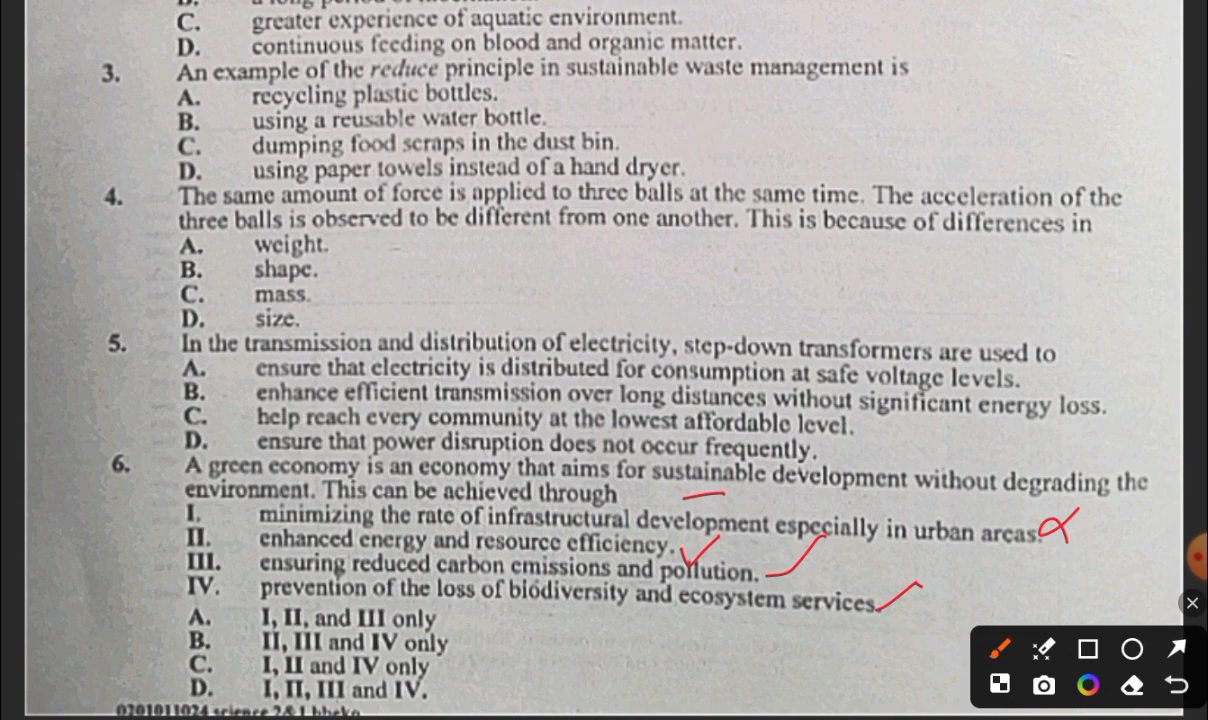 C. greater experience of aquatic environment.
D. continuous feeding on blood and organic matter.
3. An example of the reduce principle in sustainable waste management is
A. recycling plastic bottles.
B. using a reusable water bottle.
C. dumping food scraps in the dust bin.
D. using paper towels instead of a hand dryer.
4. The same amount of force is applied to three balls at the same time. The acceleration of the
three balls is observed to be different from one another. This is because of differences in
A. weight.
B. shape.
C. mass.
D. size.
5. In the transmission and distribution of electricity, step-down transformers are used to
A. ensure that electricity is distributed for consumption at safe voltage levels.
B. enhance efficient transmission over long distances without significant energy loss.
C. help reach every community at the lowest affordable level.
D. ensure that power disruption does not occur frequently.
6. A green economy is an economy that aims for sustainable development without degrading the
environment. This can be achieved through
I. minimizing the rate of infrastructural development especially in urban areas.
II. enhanced energy and resource efficiency.
III. ensuring reduced carbon emissions and pollution.
IV. prevention of the loss of biodiversity and ecosystem services.
A. I, II, and III only
B. II, III and IV only
C. I, II and IV only
D. I, II, III and IV.
0201011024 science 2&1 bheko